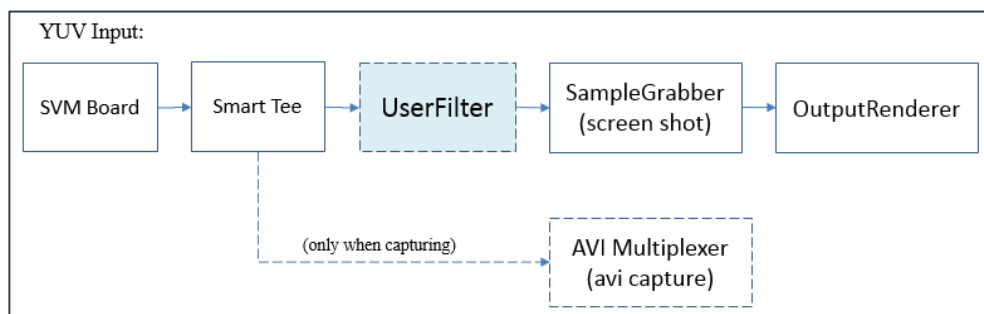 YUV Input:
SVM Board
Smart Tee
UserFilter
SampleGrabber
(screen shot)
OutputRenderer
(only when capturing)
AVI Multiplexer
(avi capture)